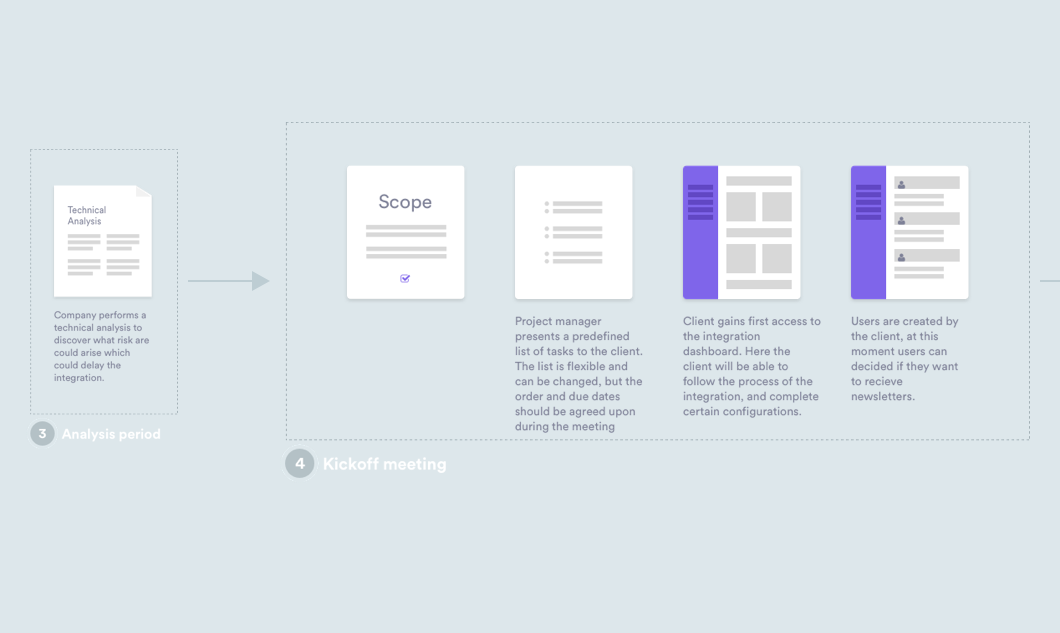 Technical
Analysis
Company performs a
technical analysis to
discover what risk are
could arise which
could delay the
integration.
3 Analysis period
Scope
Project manager
presents a predefined
list of tasks to the client.
The list is flexible and
can be changed, but the
order and due dates
should be agreed upon
during the meeting
Client gains first access to
the integration
dashboard. Here the
client will be able to
follow the process of the
integration, and complete
certain configurations.
Users are created by
the client, at this
moment users can
decided if they want
to recieve
newsletters.
4 Kickoff meeting